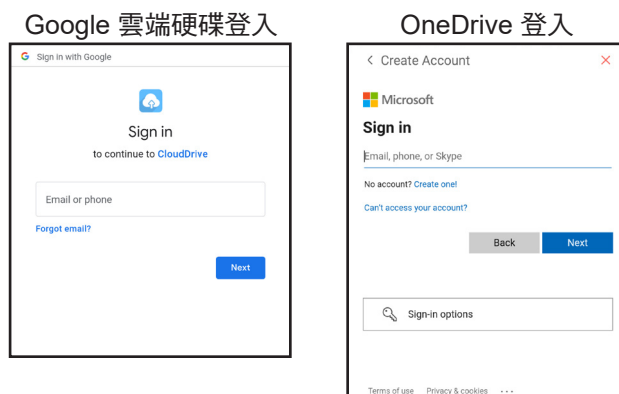 Google 雲端硬碟登入
Sign in with Google
Sign in
to continue to CloudDrive
Email or phone
Forgot email?
Next
OneDrive 登入
< Create Account ×
Microsoft
Sign in
Email, phone, or Skype
No account? Create one!
Can't access your account?
Back Next
Sign-in options
Terms of use Privacy & cookies ...